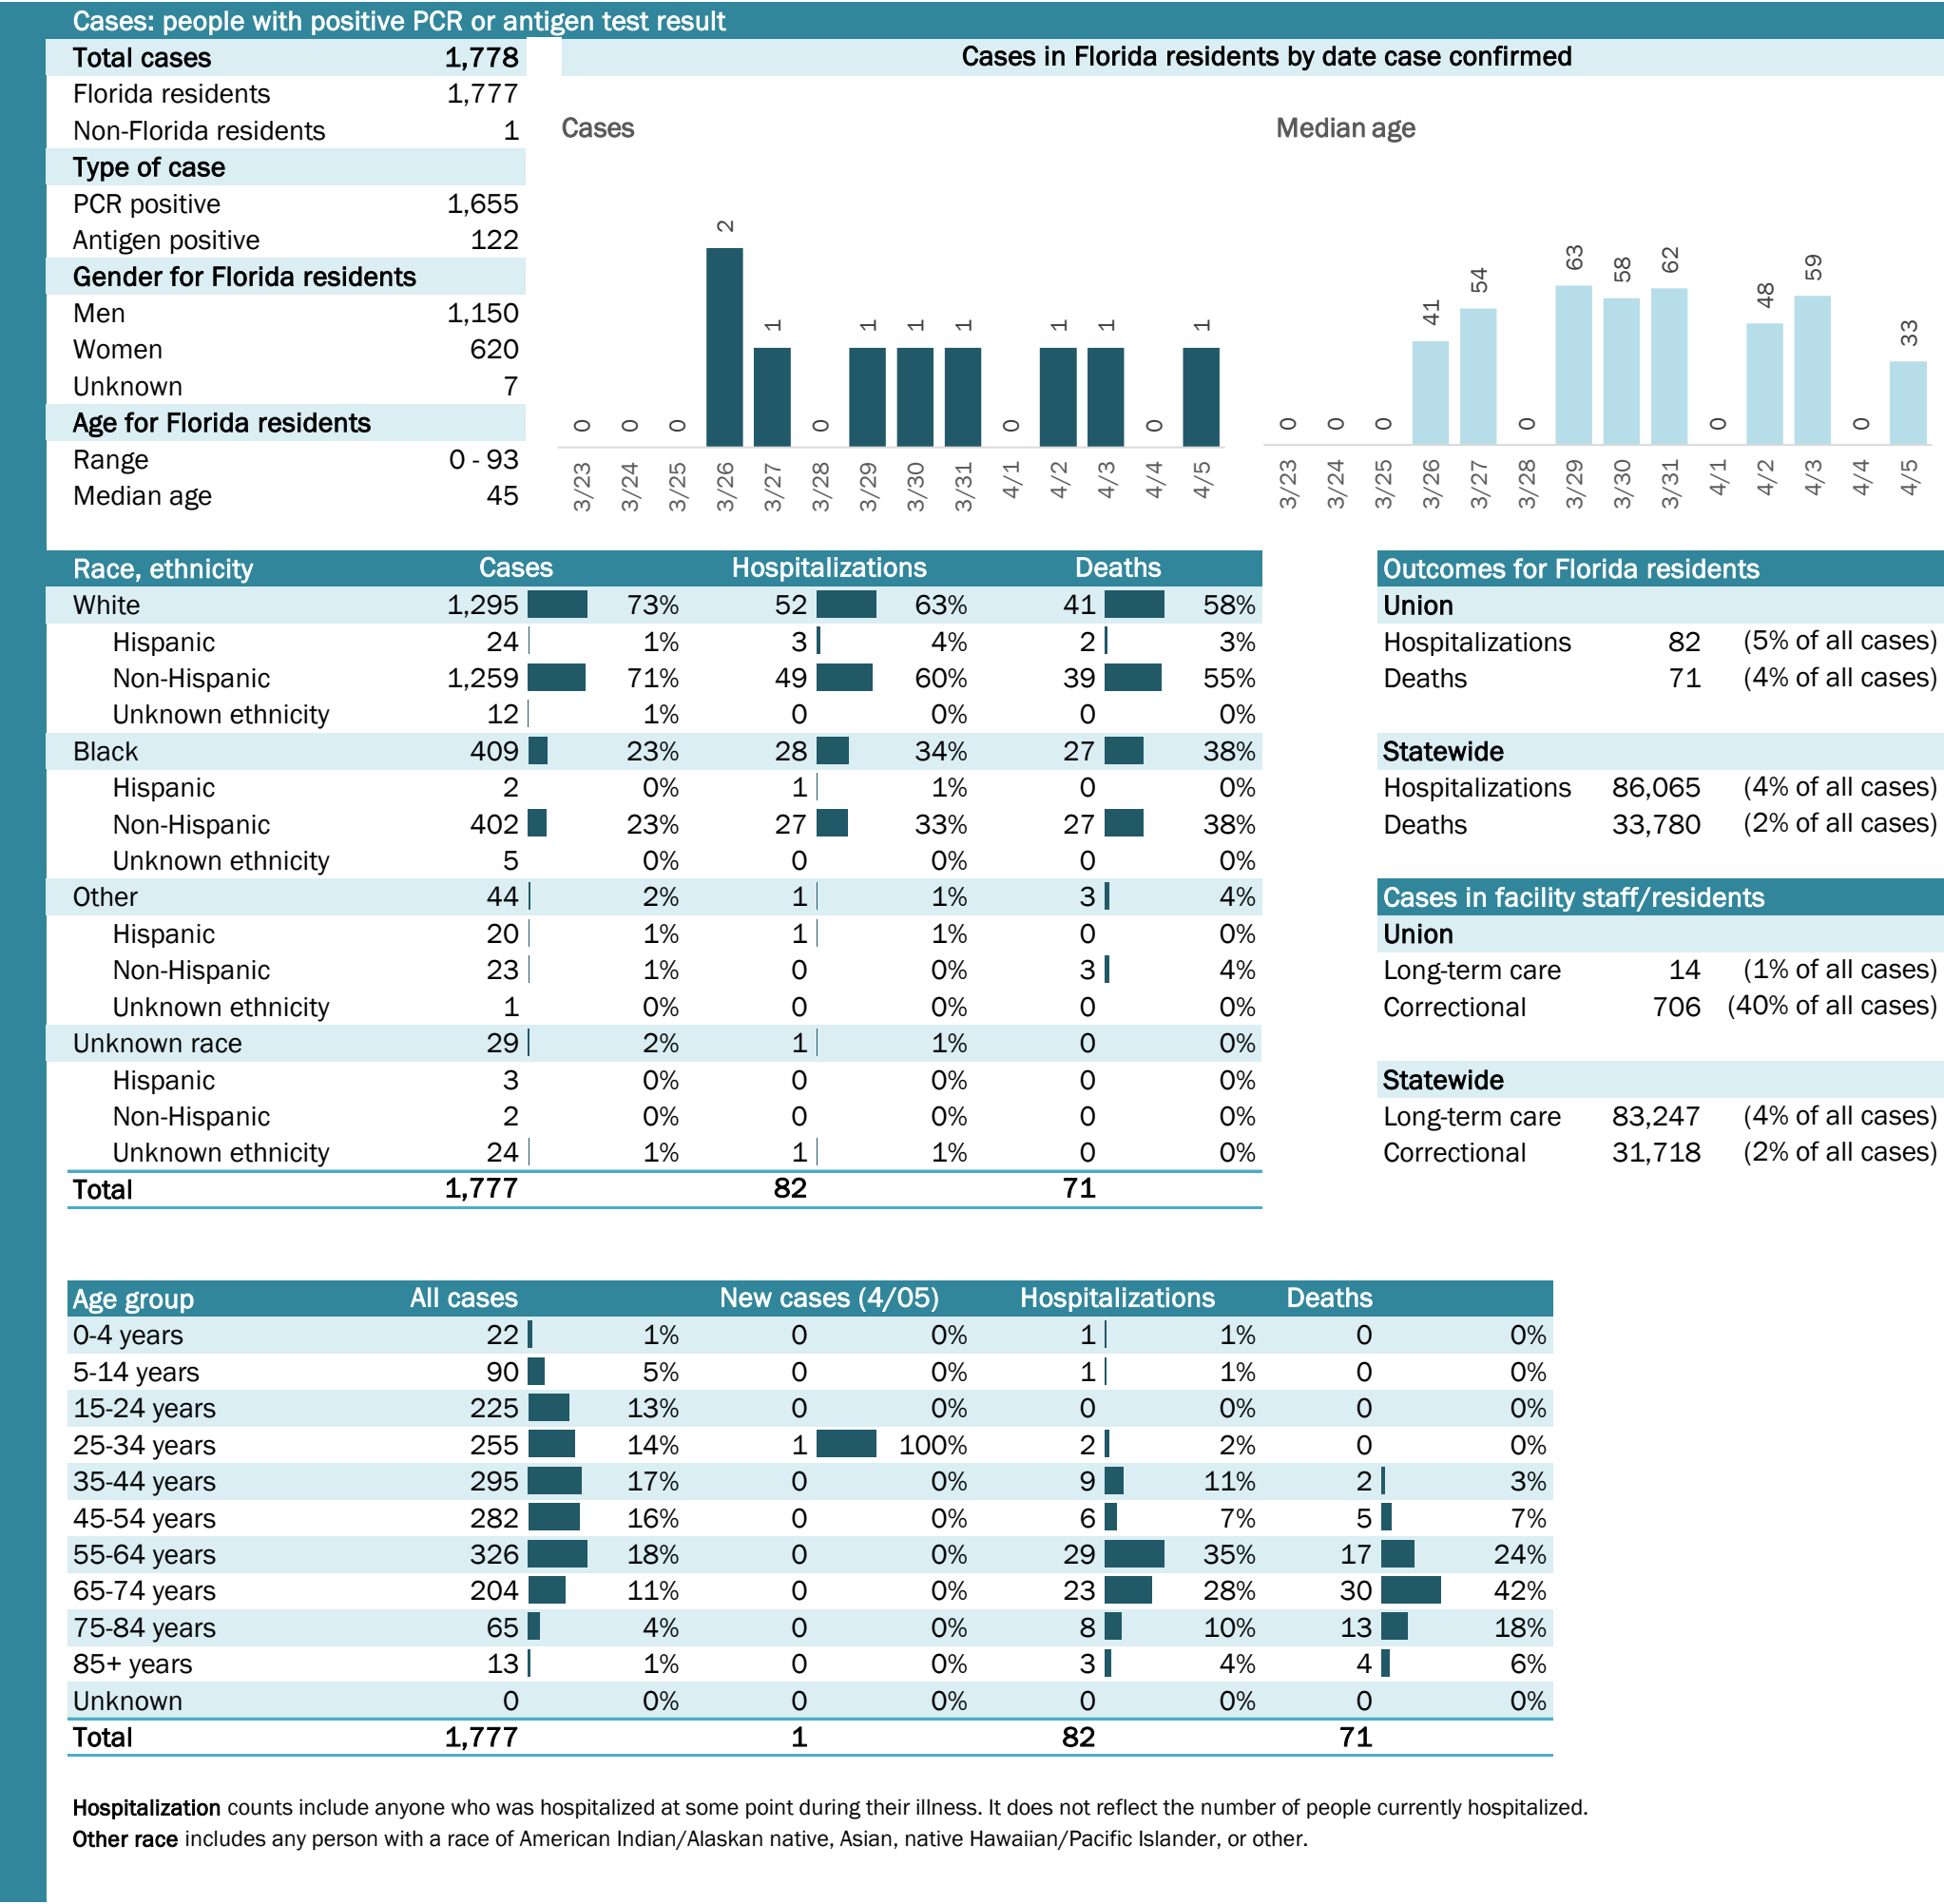 Cases: people with positive PCR or antigen test result
Total cases 1,778
Florida residents 1,777
Non-Florida residents 1
Type of case
PCR positive 1,655
Antigen positive 122
Gender for Florida residents
Men 1,150
Women 620
Unknown 7
Age for Florida residents
Range 0 - 93
Median age 45
Cases in Florida residents by date case confirmed
Cases
0 0 0 2 1 0 1 1 1 0 1 1 0 1
3/23 3/24 3/25 3/26 3/27 3/28 3/29 3/30 3/31 4/1 4/2 4/3 4/4 4/5
Median age
0 0 0 41 54 0 63 58 62 0 48 59 0 33
3/23 3/24 3/25 3/26 3/27 3/28 3/29 3/30 3/31 4/1 4/2 4/3 4/4 4/5
Race, ethnicity Cases Hospitalizations Deaths
White 1,295 73% 52 63% 41 58%
Hispanic 24 1% 3 4% 2 3%
Non-Hispanic 1,259 71% 49 60% 39 55%
Unknown ethnicity 12 1% 0 0% 0 0%
Black 409 23% 28 34% 27 38%
Hispanic 2 0% 1 1% 0 0%
Non-Hispanic 402 23% 27 33% 27 38%
Unknown ethnicity 5 0% 0 0% 0 0%
Other 44 2% 1 1% 3 4%
Hispanic 20 1% 1 1% 0 0%
Non-Hispanic 23 1% 0 0% 3 4%
Unknown ethnicity 1 0% 0 0% 0 0%
Unknown race 29 2% 1 1% 0 0%
Hispanic 3 0% 0 0% 0 0%
Non-Hispanic 2 0% 0 0% 0 0%
Unknown ethnicity 24 1% 1 1% 0 0%
Total 1,777 82 71
Outcomes for Florida residents
Union
Hospitalizations 82 (5% of all cases)
Deaths 71 (4% of all cases)
Statewide
Hospitalizations 86,065 (4% of all cases)
Deaths 33,780 (2% of all cases)
Cases in facility staff/residents
Union
Long-term care 14 (1% of all cases)
Correctional 706 (40% of all cases)
Statewide
Long-term care 83,247 (4% of all cases)
Correctional 31,718 (2% of all cases)
Age group All cases New cases (4/05) Hospitalizations Deaths
0-4 years 22 1% 0 0% 1 1% 0 0%
5-14 years 90 5% 0 0% 1 1% 0 0%
15-24 years 225 13% 0 0% 0 0% 0 0%
25-34 years 255 14% 1 100% 2 2% 0 0%
35-44 years 295 17% 0 0% 9 11% 2 3%
45-54 years 282 16% 0 0% 6 7% 5 7%
55-64 years 326 18% 0 0% 29 35% 17 24%
65-74 years 204 11% 0 0% 23 28% 30 42%
75-84 years 65 4% 0 0% 8 10% 13 18%
85+ years 13 1% 0 0% 3 4% 4 6%
Unknown 0 0% 0 0% 0 0% 0 0%
Total 1,777 1 82 71
Hospitalization counts include anyone who was hospitalized at some point during their illness. It does not reflect the number of people currently hospitalized.
Other race includes any person with a race of American Indian/Alaskan native, Asian, native Hawaiian/Pacific Islander, or other.